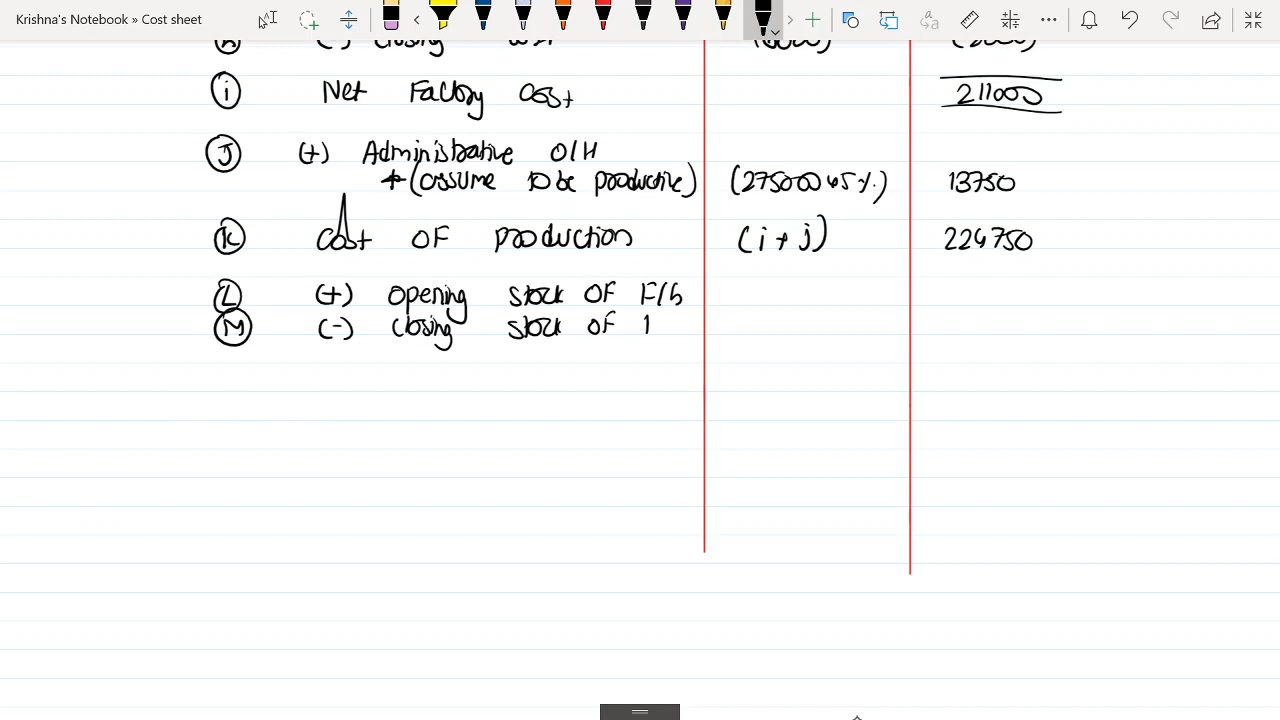 Krishna's Notebook » Cost sheet
(-) closing
i Net Factory Cost 211000
J (+) Administrative O/H
* (assume to be productive) (275000 * 5%) 13750
K Cost OF production (i + j) 224750
L (+) opening stock OF F/G
M (-) closing stock OF